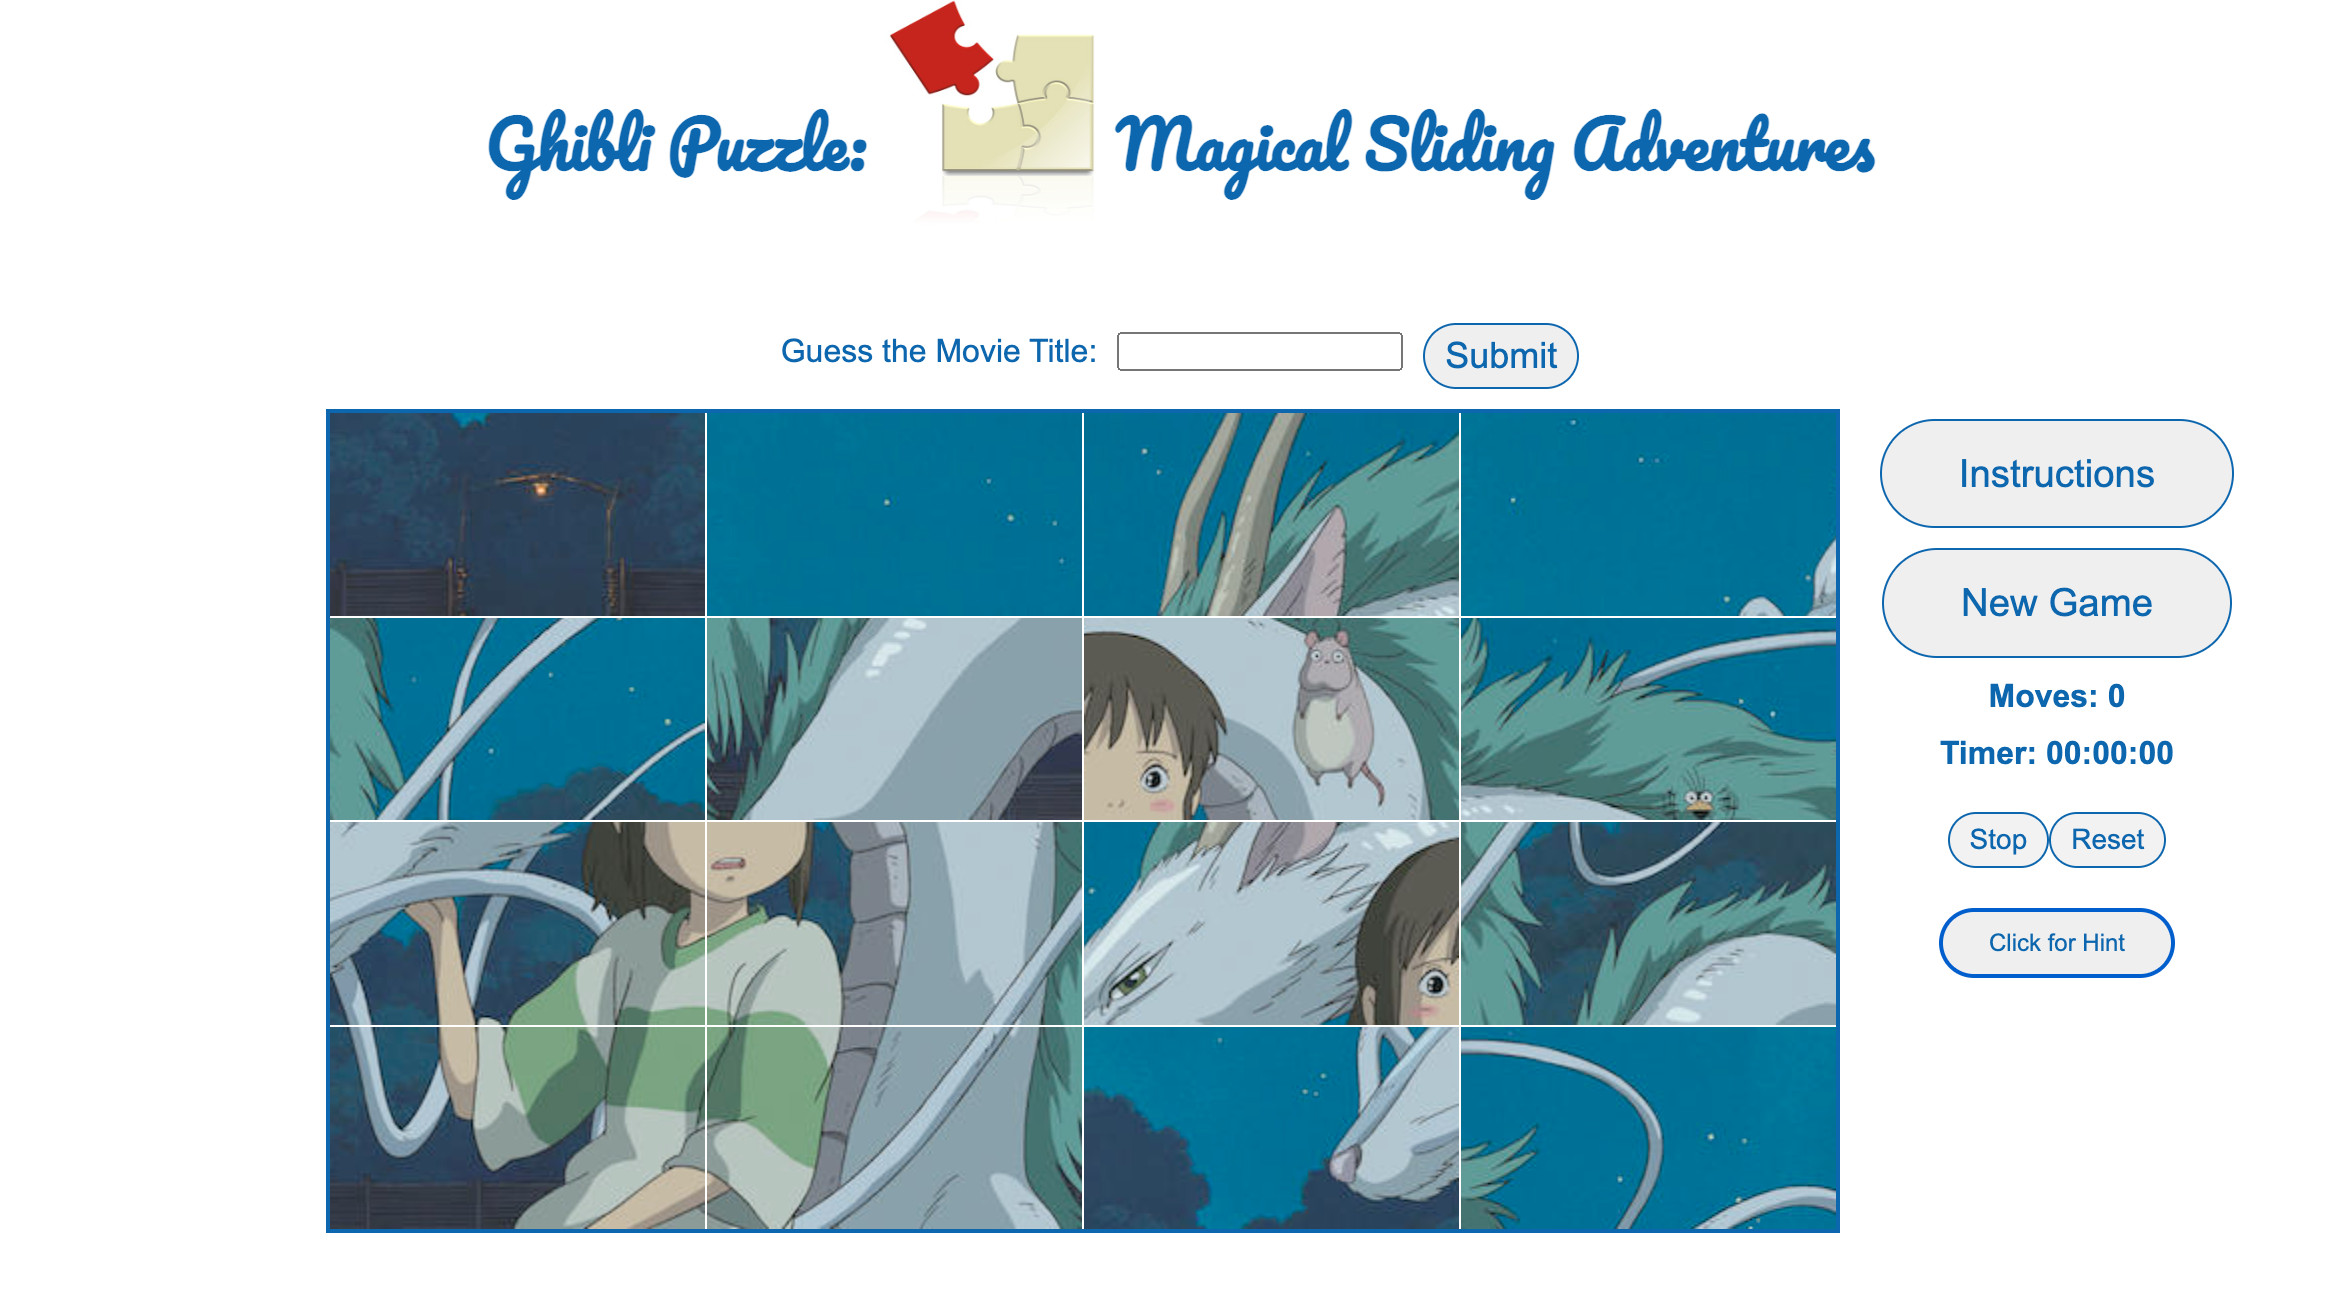 Ghibli Puzzle: Magical Sliding Adventures
Guess the Movie Title: Submit
Instructions
New Game
Moves: 0
Timer: 00:00:00
Stop Reset
Click for Hint